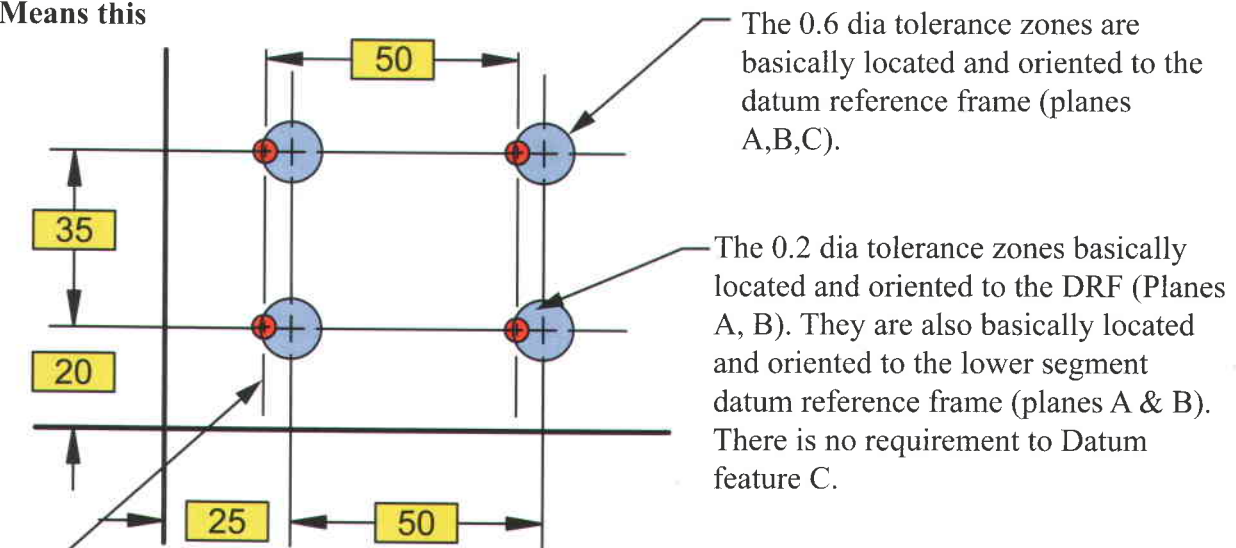 Means this
50
The 0.6 dia tolerance zones are
basically located and oriented to the
datum reference frame (planes
A,B,C).
35
The 0.2 dia tolerance zones basically
located and oriented to the DRF (Planes
A, B). They are also basically located
and oriented to the lower segment
datum reference frame (planes A & B).
There is no requirement to Datum
feature C.
20
25
50